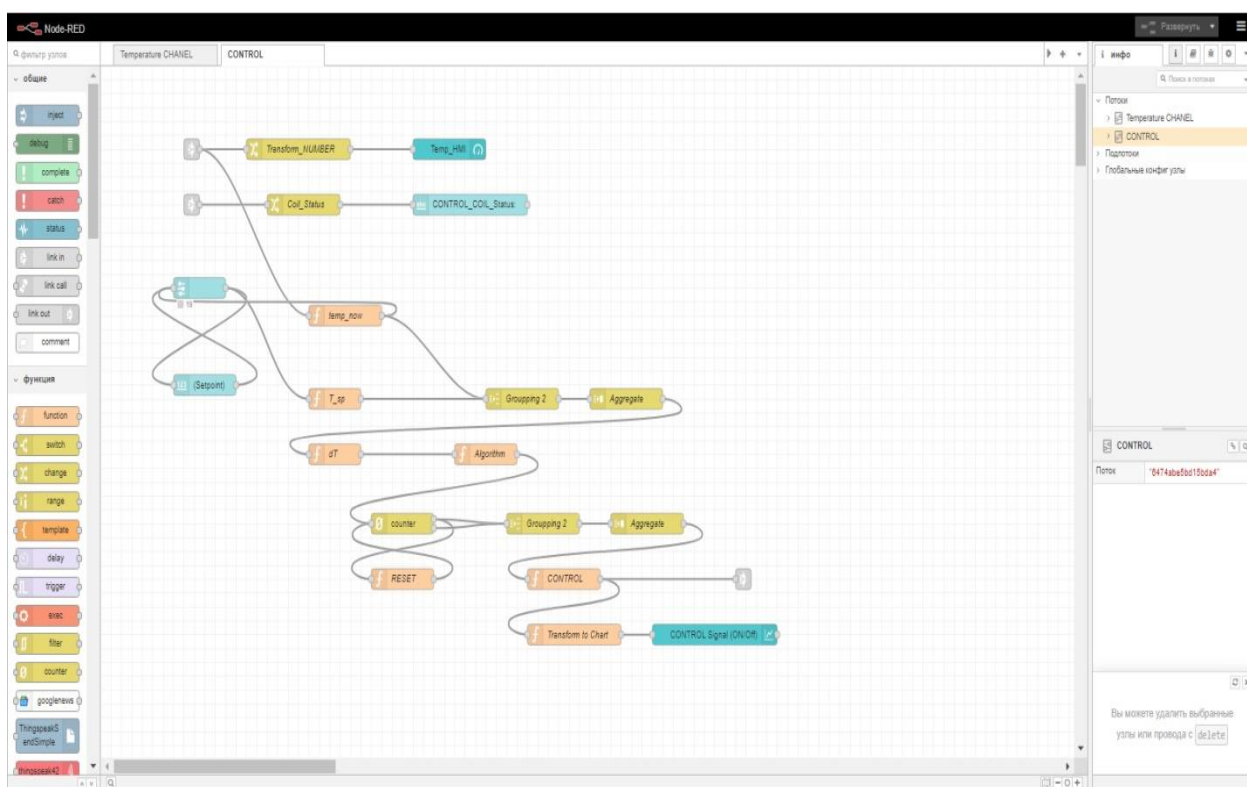 Node-RED
Развернуть
фильтр узлов
Temperature CHANEL
CONTROL
общие
inject
debug
complete
catch
status
link in
link call
link out
comment
функция
function
switch
change
range
template
delay
trigger
exec
filter
counter
googlenews
ThingspeakS
endSimple
thingspeak42
Transform_NUMBER
Temp_HMI
Coil_Status
CONTROL_COIL_Status:
temp_now
(Setpoint)
T_sp
Groupping 2
Aggregate
dT
Algorithm
counter
Groupping 2
Aggregate
RESET
CONTROL
Transform to Chart
CONTROL Signal (ON/Off)
инфо
Поиск в потоках
Потоки
Temperature CHANEL
CONTROL
Подпотоки
Глобальные конфиг узлы
CONTROL
Поток
Вы можете удалить выбранные
узлы или провода с delete